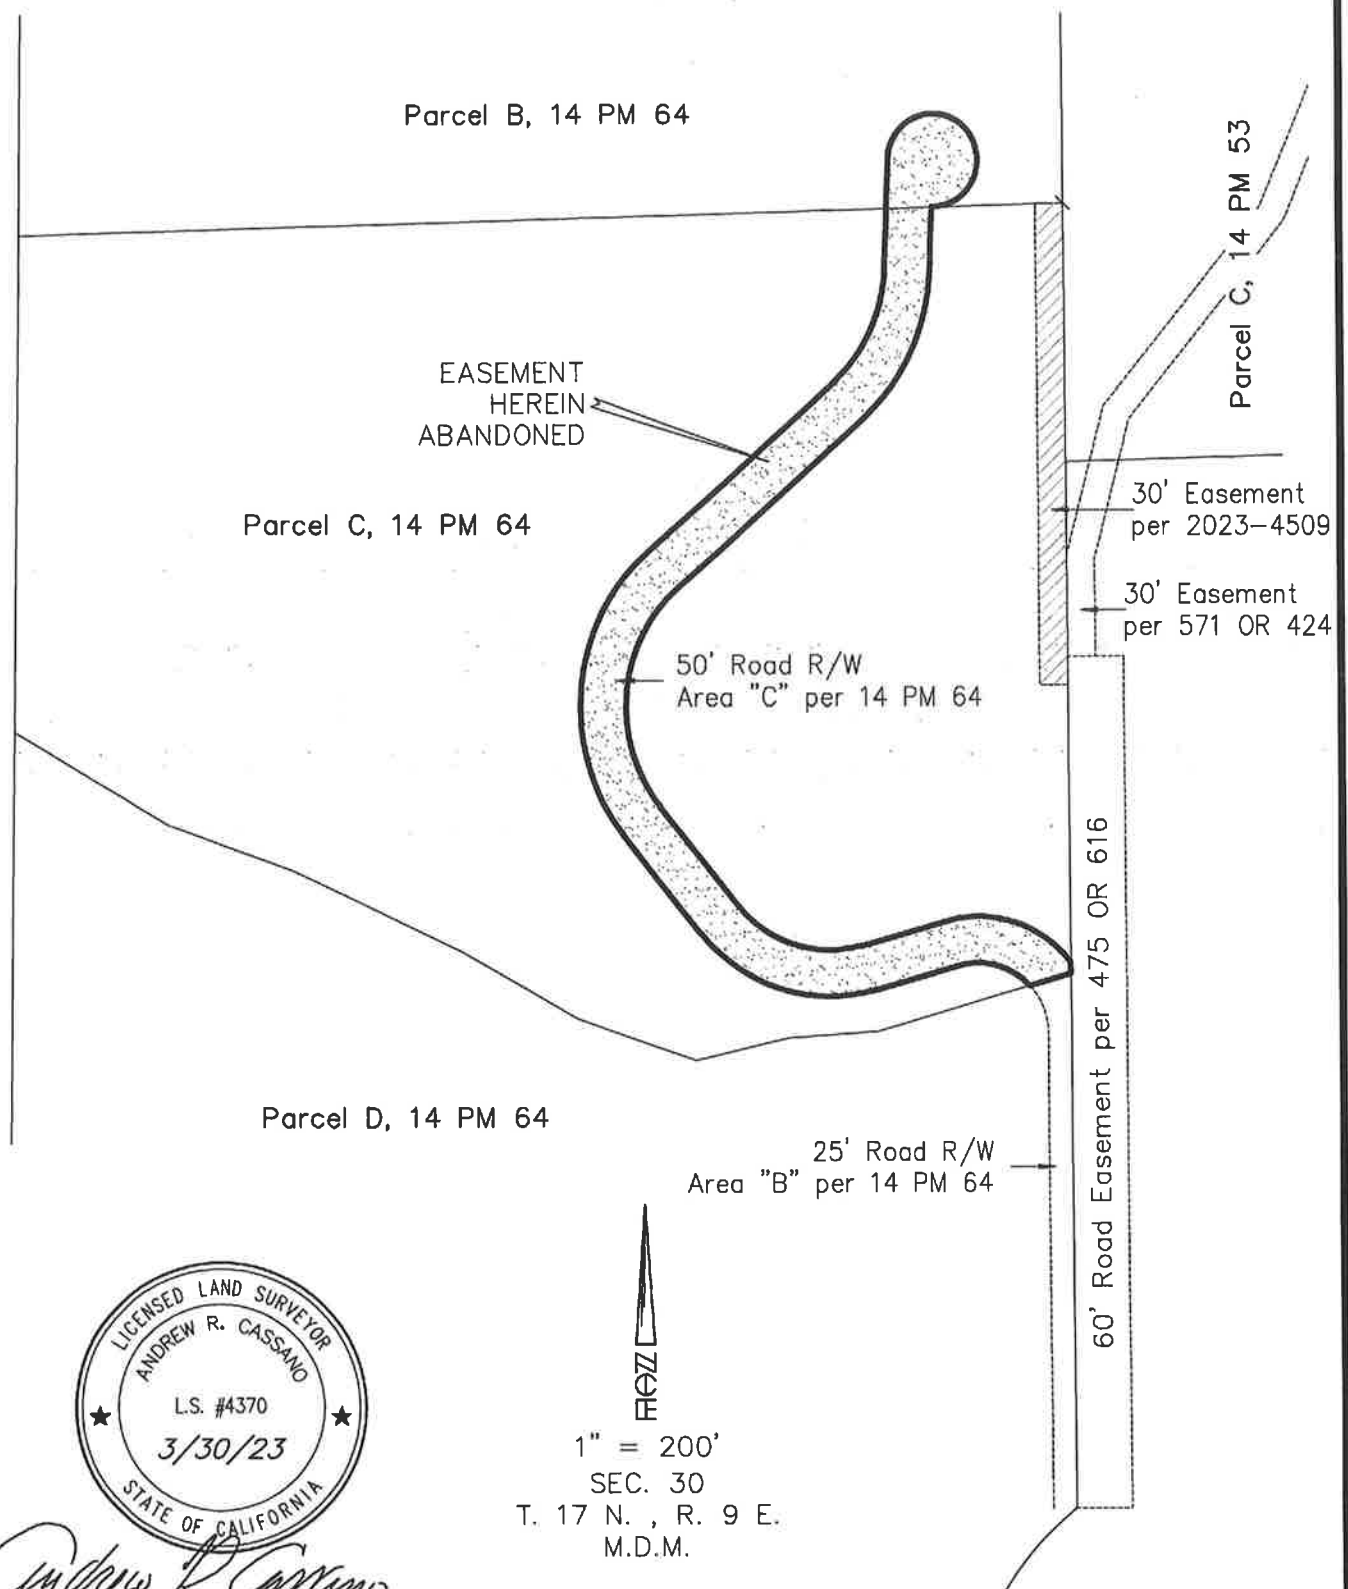 Parcel B, 14 PM 64
Parcel C, 14 PM 53
EASEMENT
HEREIN
ABANDONED
Parcel C, 14 PM 64
30' Easement
per 2023-4509
30' Easement
per 571 OR 424
50' Road R/W
Area "C" per 14 PM 64
60' Road Easement per 475 OR 616
Parcel D, 14 PM 64
25' Road R/W
Area "B" per 14 PM 64
LICENSED LAND SURVEYOR
ANDREW R. CASSANO
L.S. #4370
3/30/23
STATE OF CALIFORNIA
Andrew R Cassano
1" = 200'
SEC. 30
T. 17 N. , R. 9 E.
M.D.M.